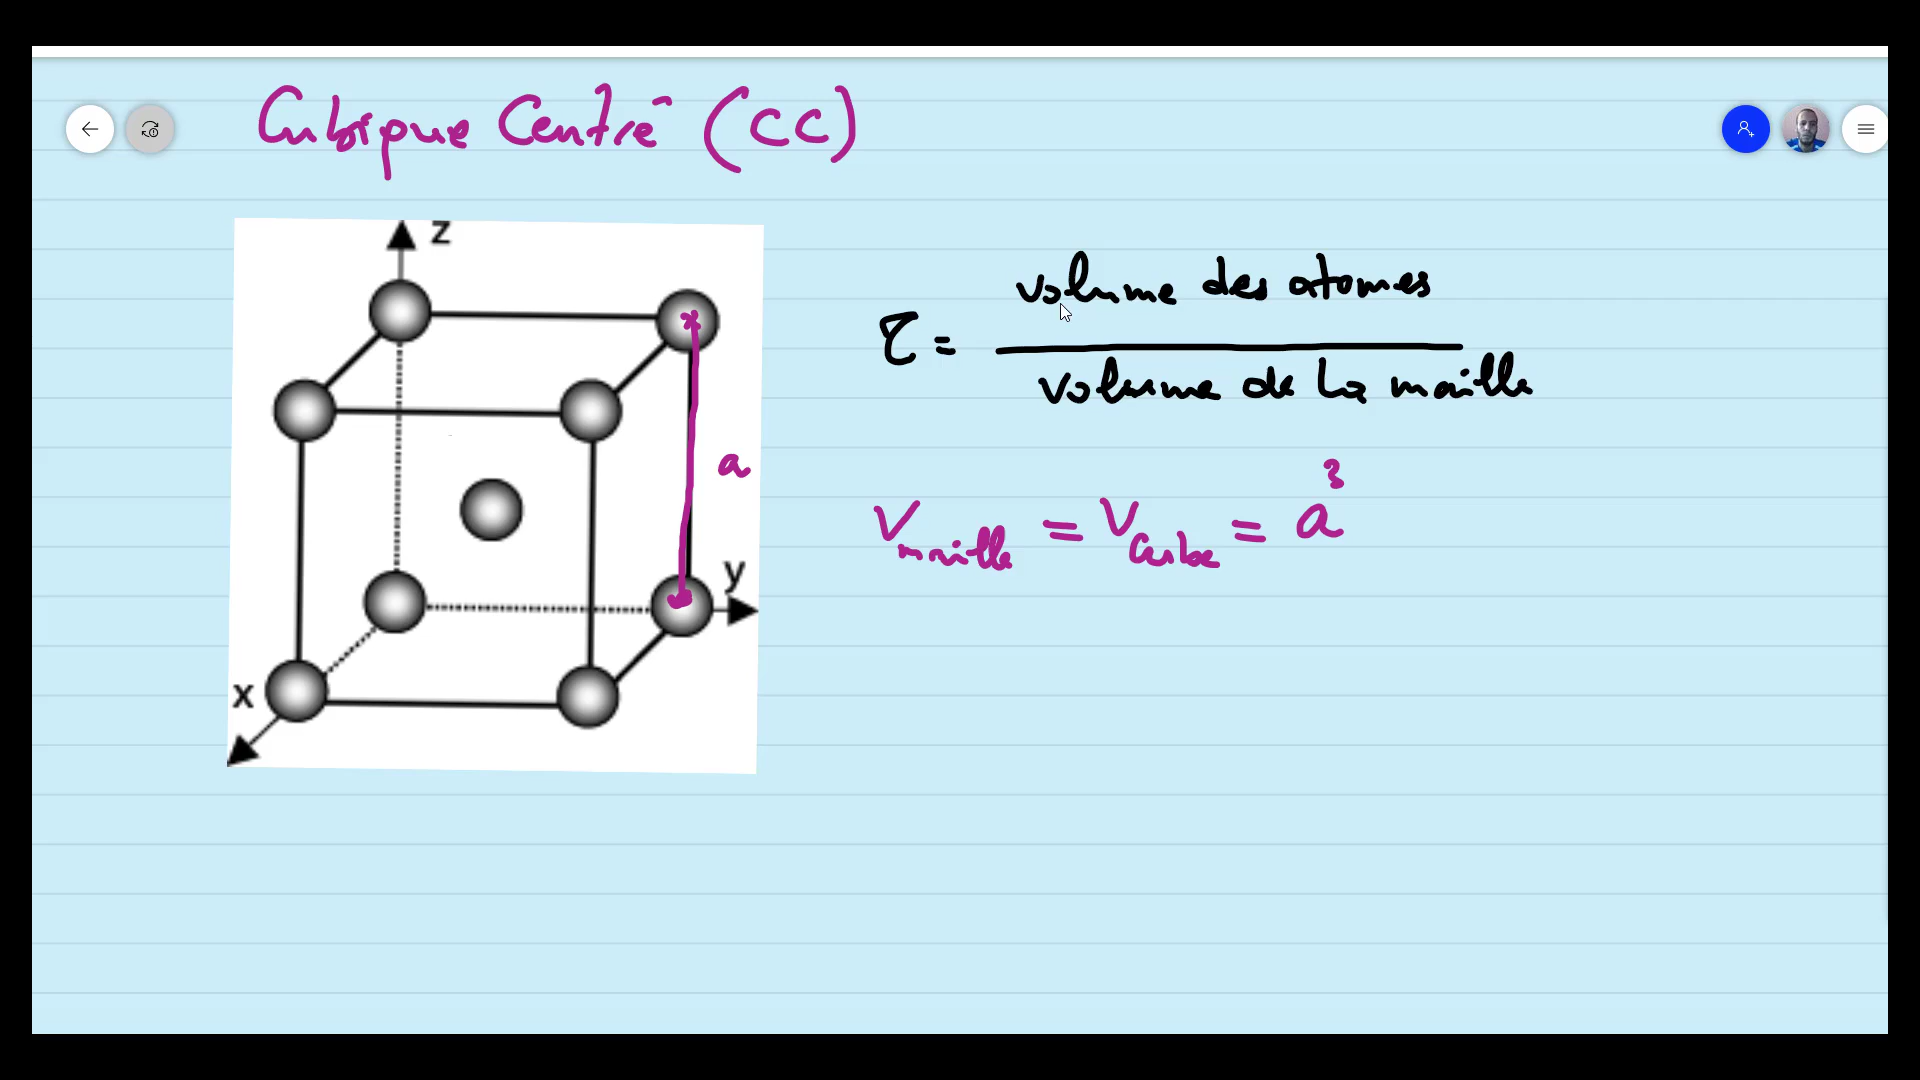 Cubique Centré (CC)
z
volume des atomes
τ =
volume de la maille
a
V maille = V Cube = a³
y
x